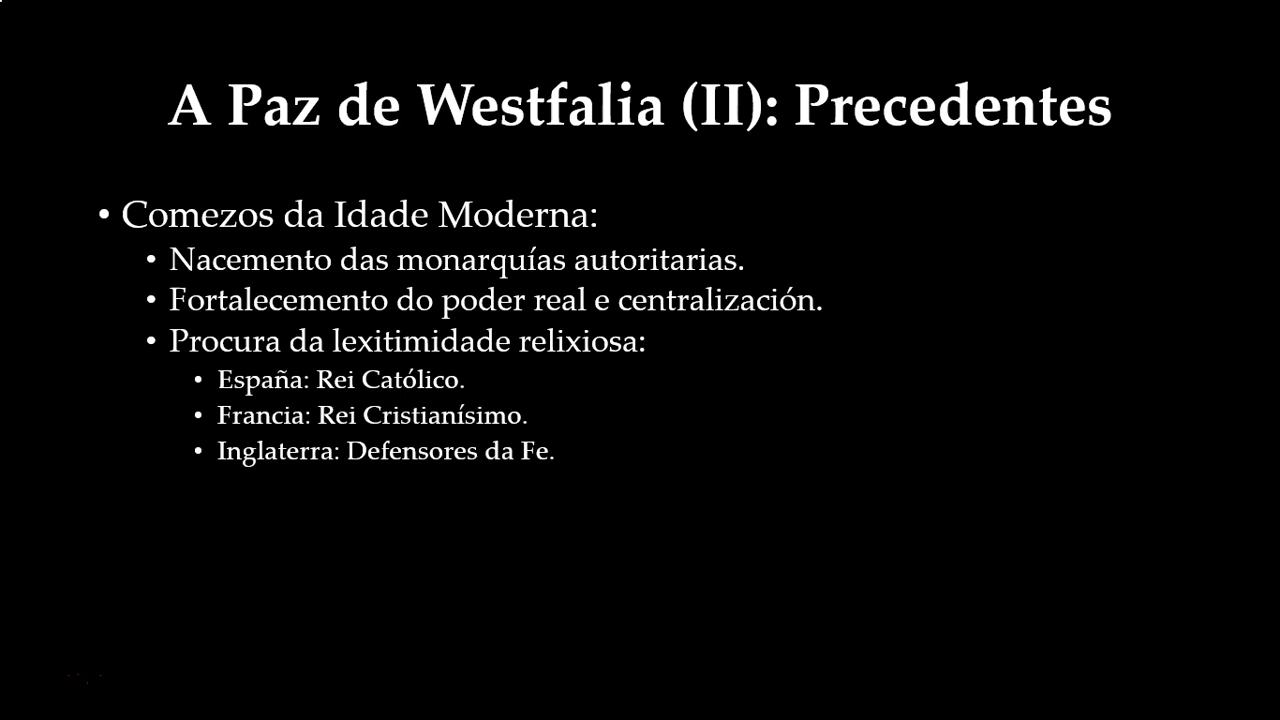 A Paz de Westfalia (II): Precedentes
• Comezos da Idade Moderna:
• Nacemento das monarquías autoritarias.
• Fortalecemento do poder real e centralización.
• Procura da lexitimidade relixiosa:
• España: Rei Católico.
• Francia: Rei Cristianísimo.
• Inglaterra: Defensores da Fe.